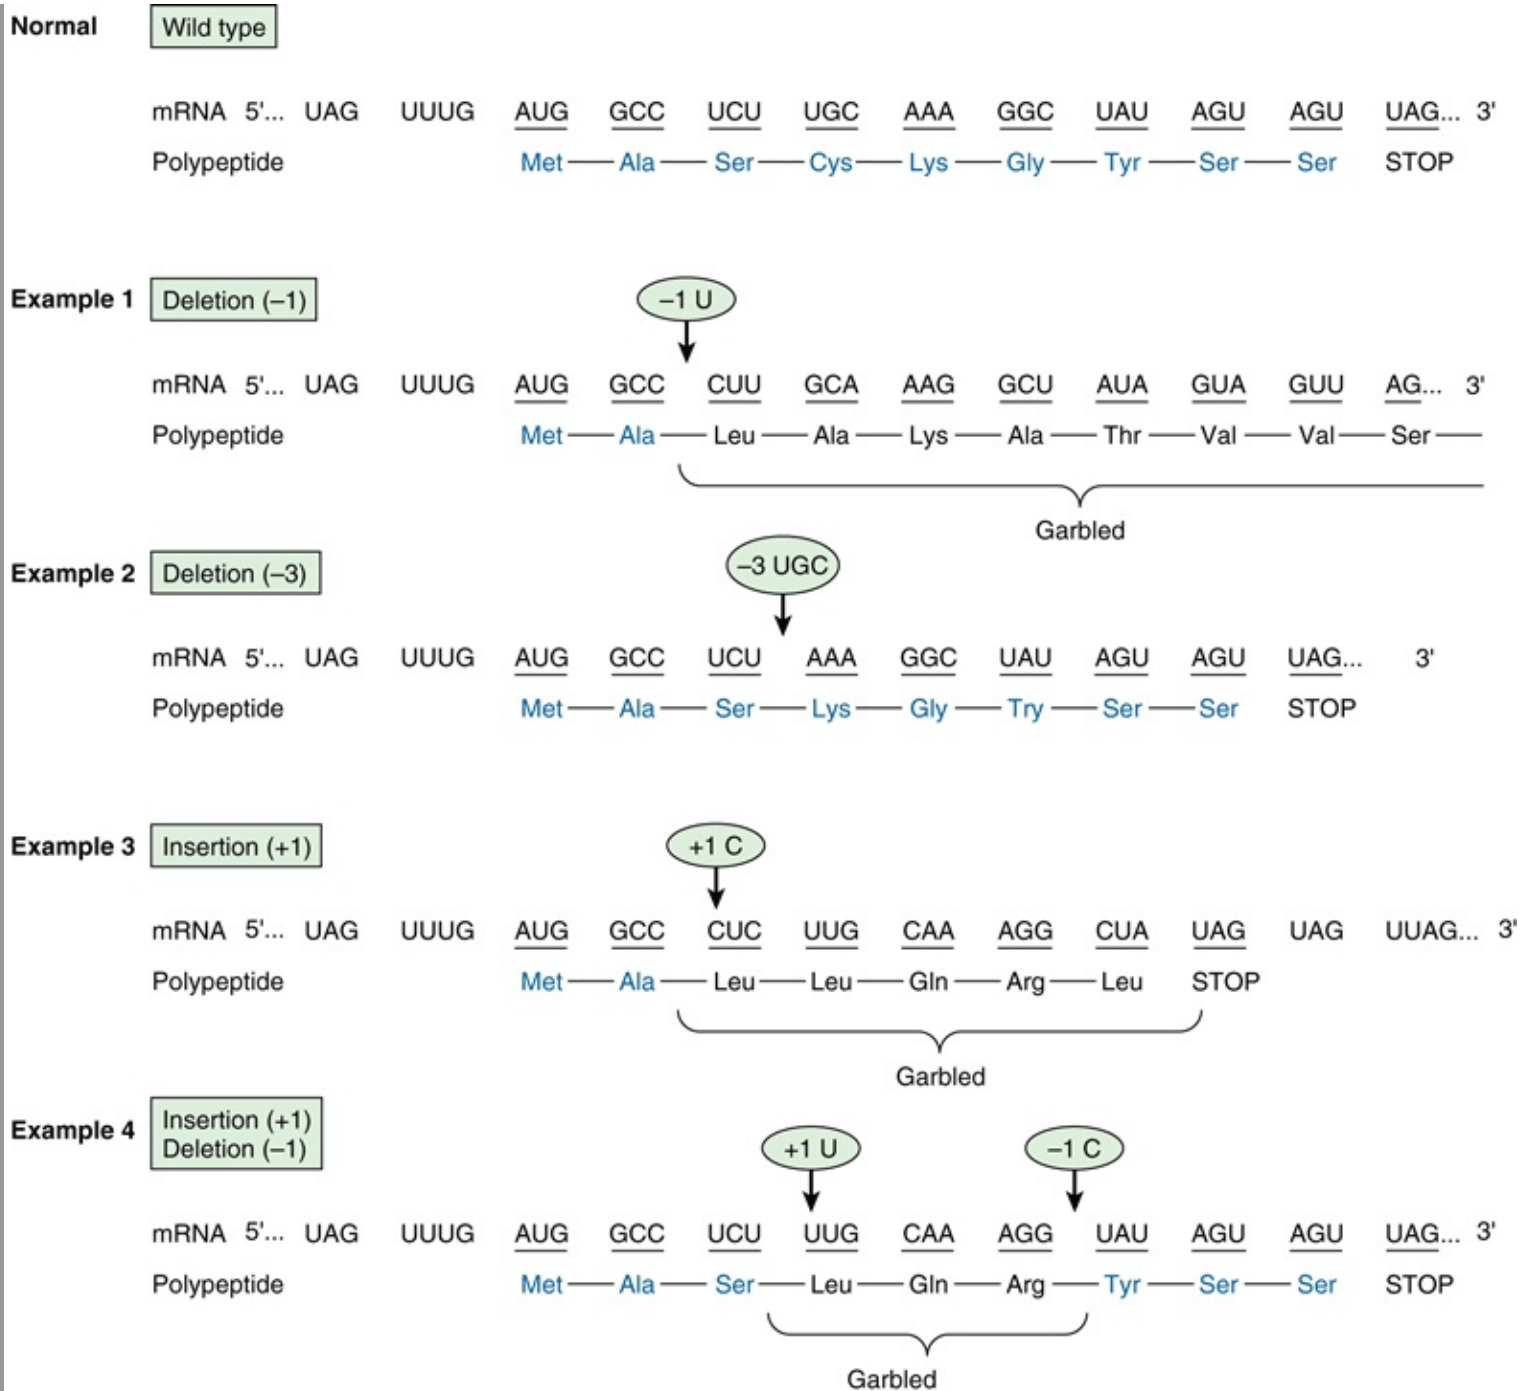 Normal Wild type
mRNA 5'... UAG UUUG AUG GCC UCU UGC AAA GGC UAU AGU AGU UAG... 3'
Polypeptide Met Ala Ser Cys Lys Gly Tyr Ser Ser STOP
Example 1 Deletion (–1) –1 U
mRNA 5'... UAG UUUG AUG GCC CUU GCA AAG GCU AUA GUA GUU AG... 3'
Polypeptide Met Ala Leu Ala Lys Ala Thr Val Val Ser
Garbled
Example 2 Deletion (–3) –3 UGC
mRNA 5'... UAG UUUG AUG GCC UCU AAA GGC UAU AGU AGU UAG... 3'
Polypeptide Met Ala Ser Lys Gly Try Ser Ser STOP
Example 3 Insertion (+1) +1 C
mRNA 5'... UAG UUUG AUG GCC CUC UUG CAA AGG CUA UAG UAG UUAG... 3'
Polypeptide Met Ala Leu Leu Gln Arg Leu STOP
Garbled
Example 4 Insertion (+1)
Deletion (–1) +1 U –1 C
mRNA 5'... UAG UUUG AUG GCC UCU UUG CAA AGG UAU AGU AGU UAG... 3'
Polypeptide Met Ala Ser Leu Gln Arg Tyr Ser Ser STOP
Garbled